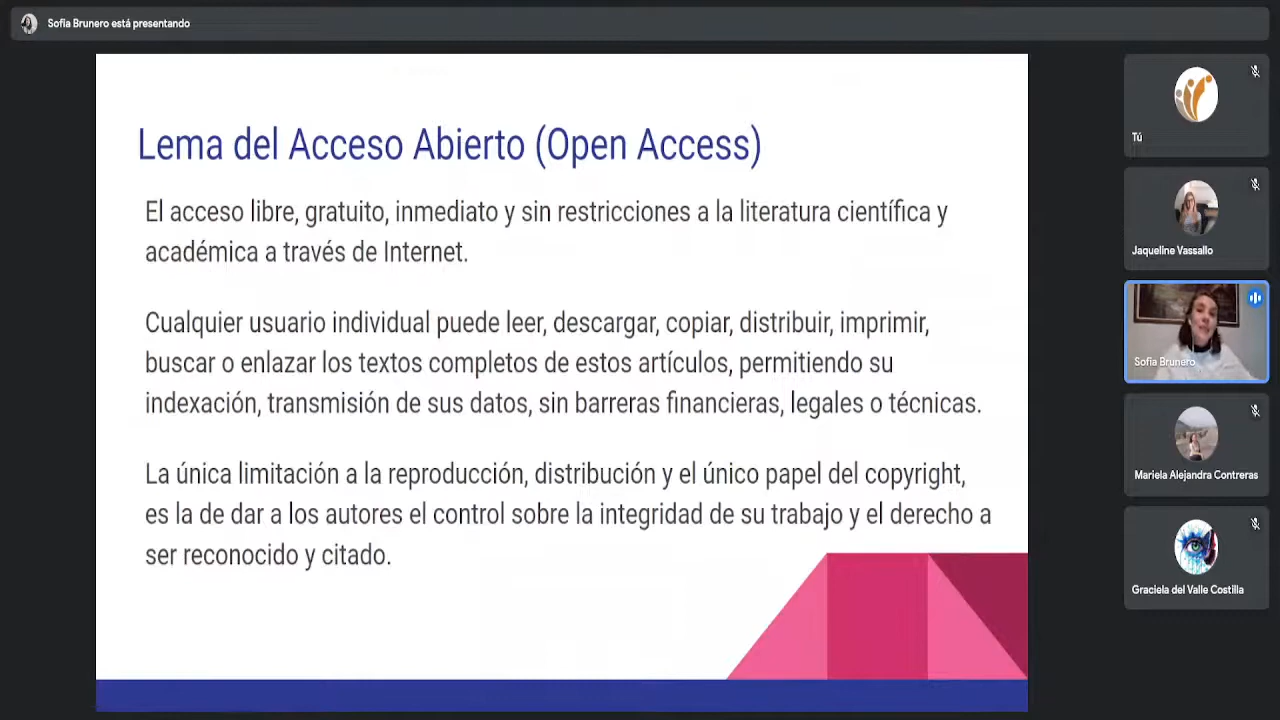 Sofia Brunero está presentando
Lema del Acceso Abierto (Open Access)
El acceso libre, gratuito, inmediato y sin restricciones a la literatura científica y
académica a través de Internet.
Cualquier usuario individual puede leer, descargar, copiar, distribuir, imprimir,
buscar o enlazar los textos completos de estos artículos, permitiendo su
indexación, transmisión de sus datos, sin barreras financieras, legales o técnicas.
La única limitación a la reproducción, distribución y el único papel del copyright,
es la de dar a los autores el control sobre la integridad de su trabajo y el derecho a
ser reconocido y citado.
Tú
Jaqueline Vassallo
Sofia Brunero
Mariela Alejandra Contreras
Graciela del Valle Costilla